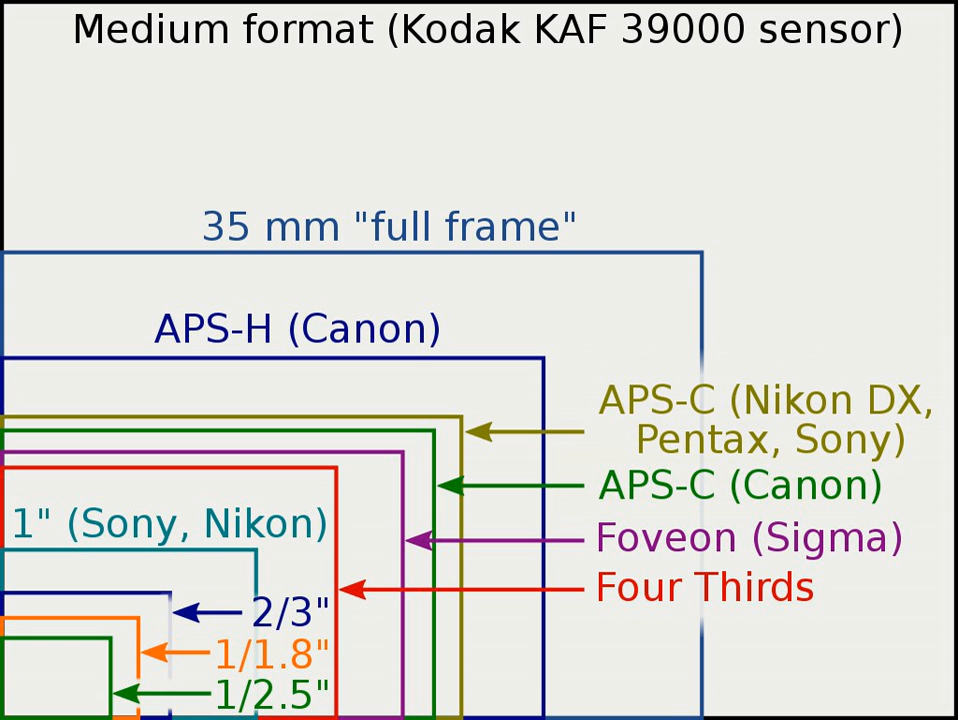 Medium format (Kodak KAF 39000 sensor)
35 mm "full frame"
APS-H (Canon)
APS-C (Nikon DX,
Pentax, Sony)
APS-C (Canon)
Foveon (Sigma)
Four Thirds
1" (Sony, Nikon)
2/3"
1/1.8"
1/2.5"